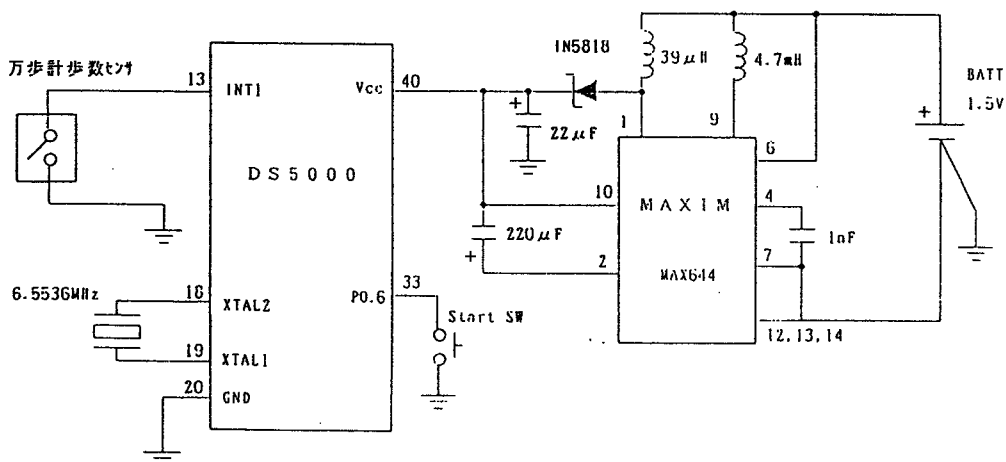 万歩計歩数センサ
13
INT1
DS5000
Vcc
40
6.5536MHz
18
XTAL2
19
XTAL1
20
GND
P0.6
33
Start SW
1N5818
39μH
4.7mH
22μF
220μF
1
9
10
2
6
4
7
12,13,14
MAXIM
MAX644
1nF
BATT
1.5V
+
+
+